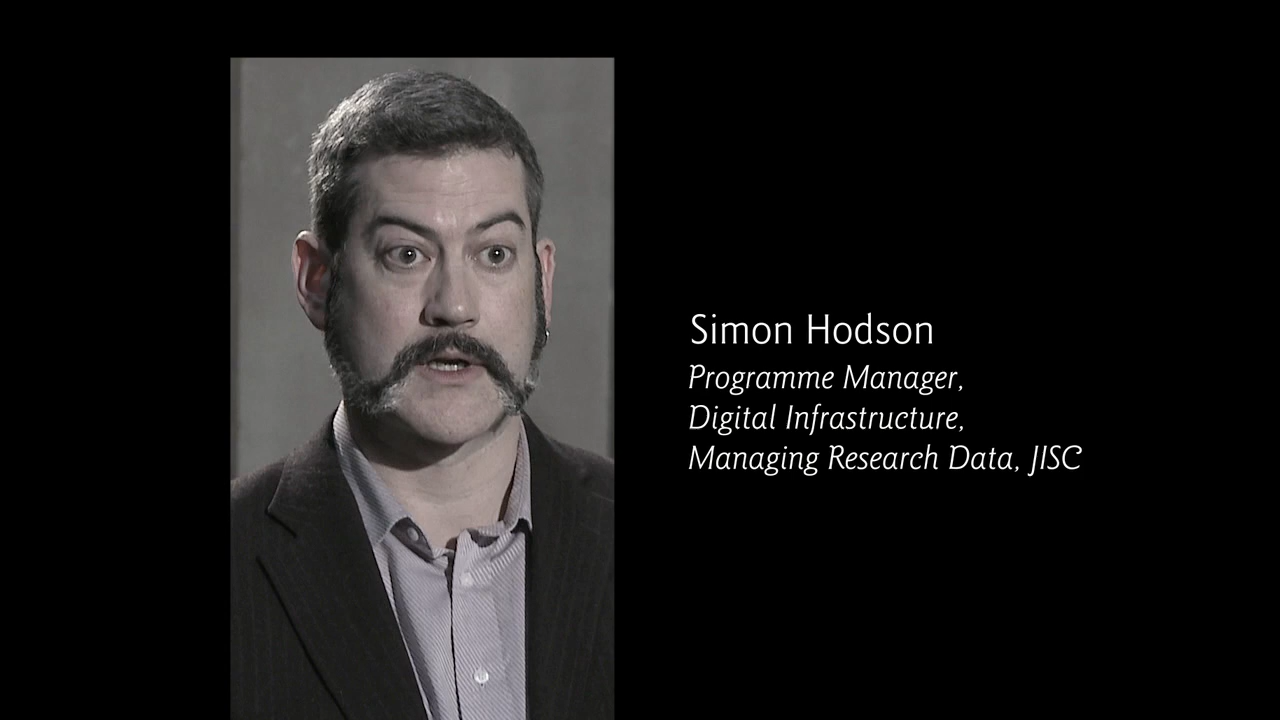 Simon Hodson
Programme Manager,
Digital Infrastructure,
Managing Research Data, JISC